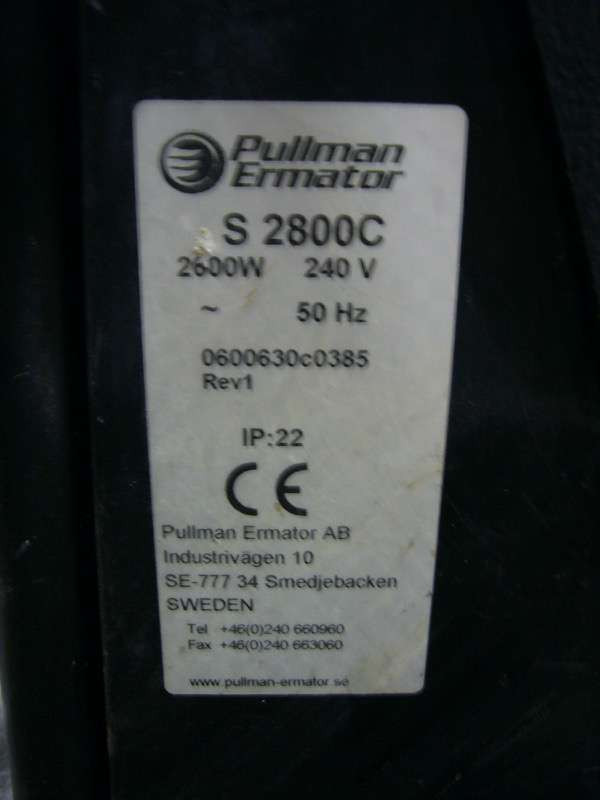 Pullman
Ermator
S 2800C
2600W 240 V
~ 50 Hz
0600630c0385
Rev1
IP:22
CE
Pullman Ermator AB
Industrivägen 10
SE-777 34 Smedjebacken
SWEDEN
Tel +46(0)240 660960
Fax +46(0)240 663060
www.pullman-ermator.se